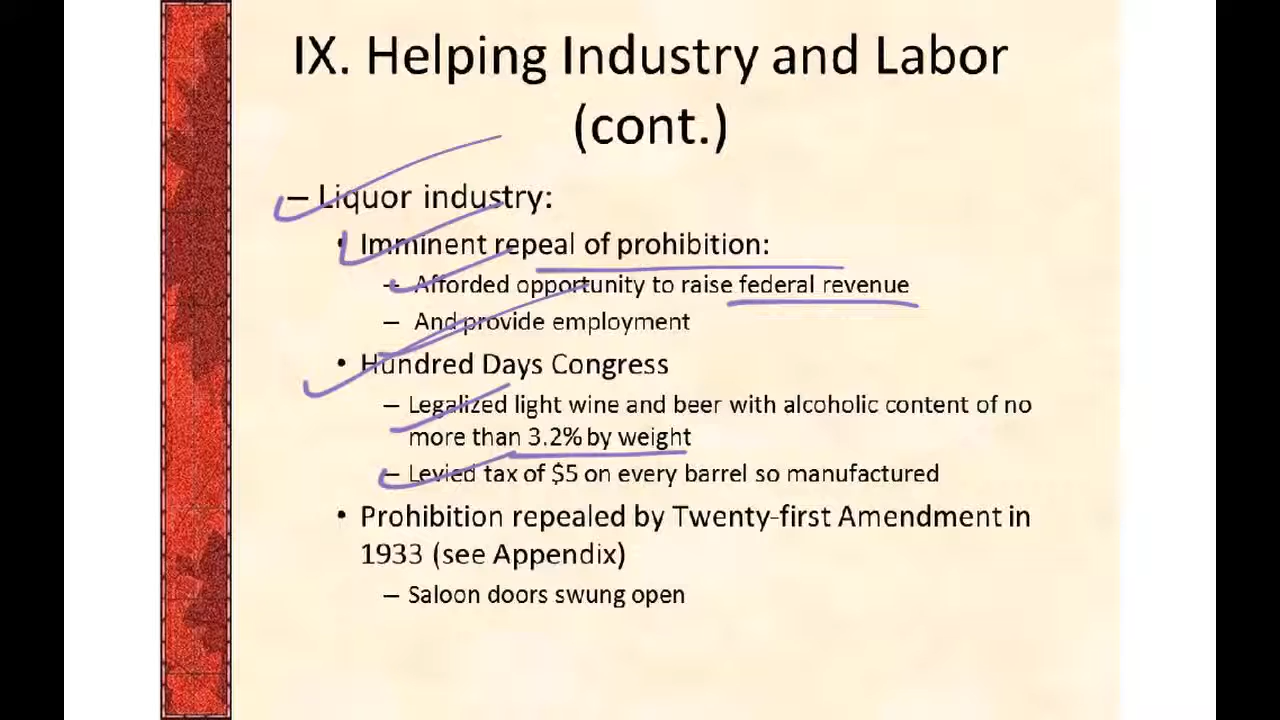 IX. Helping Industry and Labor
(cont.)
– Liquor industry:
• Imminent repeal of prohibition:
– Afforded opportunity to raise federal revenue
– And provide employment
• Hundred Days Congress
– Legalized light wine and beer with alcoholic content of no
more than 3.2% by weight
– Levied tax of $5 on every barrel so manufactured
• Prohibition repealed by Twenty-first Amendment in
1933 (see Appendix)
– Saloon doors swung open